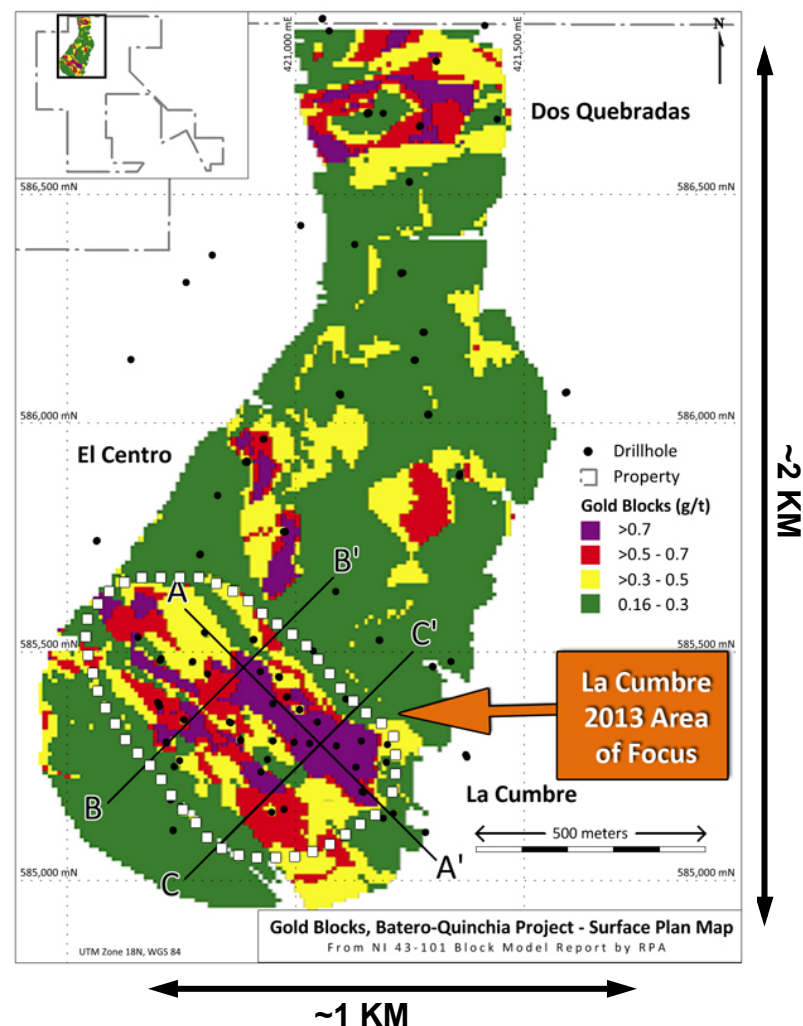 421,000 mE
421,500 mE
N
Dos Quebradas
586,500 mN
586,500 mN
586,000 mN
586,000 mN
El Centro
Drillhole
Property
Gold Blocks (g/t)
>0.7
>0.5 - 0.7
>0.3 - 0.5
0.16 - 0.3
~2 KM
B'
A
C'
585,500 mN
585,500 mN
La Cumbre
2013 Area
of Focus
La Cumbre
B
500 meters
A'
C
585,000 mN
585,000 mN
Gold Blocks, Batero-Quinchia Project - Surface Plan Map
From NI 43-101 Block Model Report by RPA
UTM Zone 18N, WGS 84
~1 KM